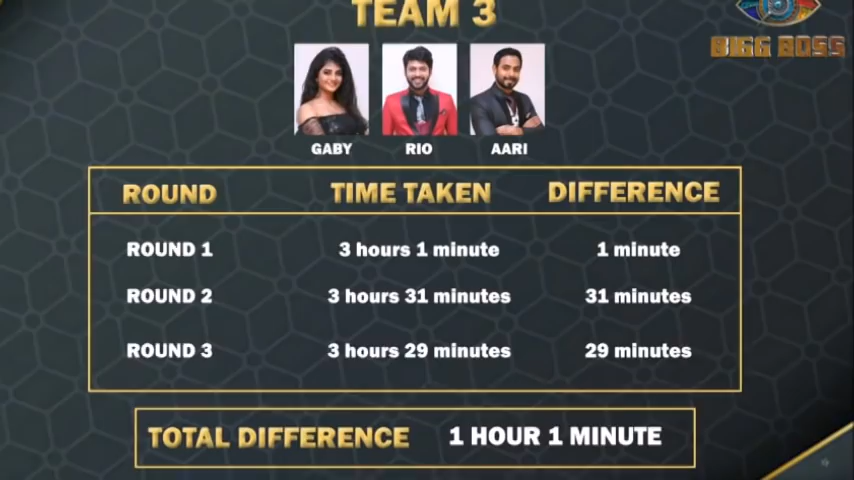 TEAM 3
BIGG BOSS
GABY RIO AARI
ROUND TIME TAKEN DIFFERENCE
ROUND 1 3 hours 1 minute 1 minute
ROUND 2 3 hours 31 minutes 31 minutes
ROUND 3 3 hours 29 minutes 29 minutes
TOTAL DIFFERENCE 1 HOUR 1 MINUTE